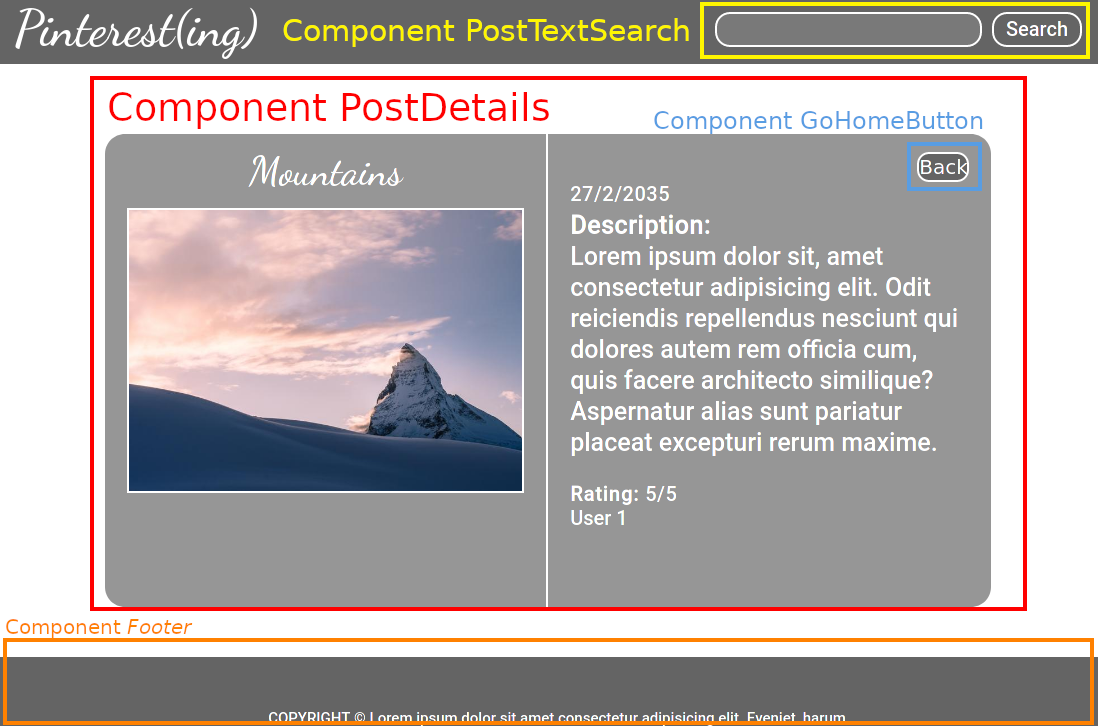 Pinterest(ing)
Component PostTextSearch
Search
Component PostDetails
Component GoHomeButton
Mountains
Back
27/2/2035
Description:
Lorem ipsum dolor sit, amet
consectetur adipisicing elit. Odit
reiciendis repellendus nesciunt qui
dolores autem rem officia cum,
quis facere architecto similique?
Aspernatur alias sunt pariatur
placeat excepturi rerum maxime.
Rating: 5/5
User 1
Component Footer
COPYRIGHT © Lorem ipsum dolor sit amet consectetur adipisicing elit. Eveniet, harum